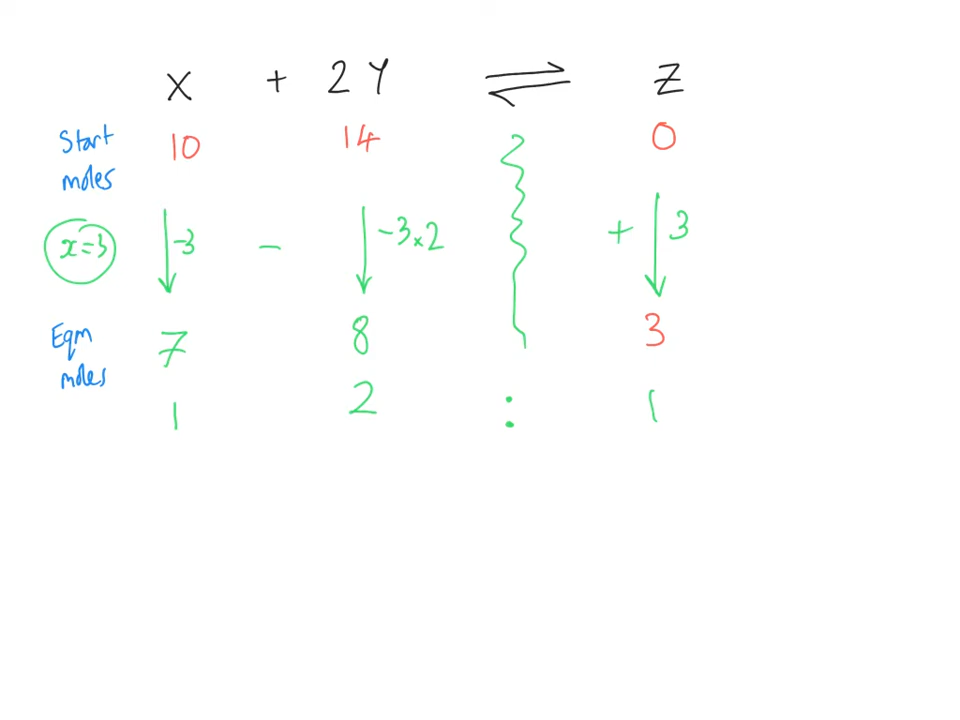 X + 2Y ⇌ Z
Start moles 10 14 0
x=3 -3 - -3×2 + 3
Eqm moles 7 8 3
1 2 : 1